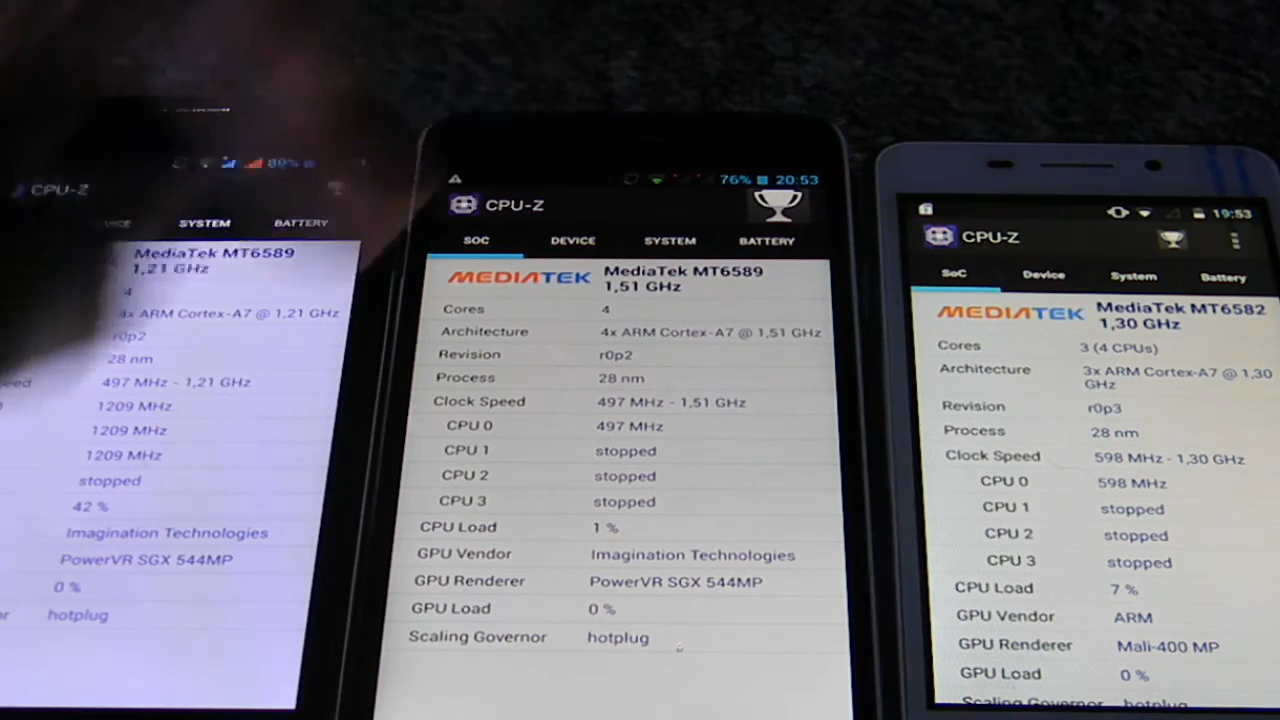 80%
CPU-Z
SYSTEM
BATTERY
MediaTek MT6589
1,21 GHz
4
4x ARM Cortex-A7 @ 1,21 GHz
r0p2
28 nm
497 MHz - 1,21 GHz
1209 MHz
1209 MHz
1209 MHz
stopped
42 %
Imagination Technologies
PowerVR SGX 544MP
0 %
hotplug
76% 20:53
CPU-Z
SOC DEVICE SYSTEM BATTERY
MEDIATEK MediaTek MT6589
1,51 GHz
Cores 4
Architecture 4x ARM Cortex-A7 @ 1,51 GHz
Revision r0p2
Process 28 nm
Clock Speed 497 MHz - 1,51 GHz
CPU 0 497 MHz
CPU 1 stopped
CPU 2 stopped
CPU 3 stopped
CPU Load 1 %
GPU Vendor Imagination Technologies
GPU Renderer PowerVR SGX 544MP
GPU Load 0 %
Scaling Governor hotplug
19:53
CPU-Z
SoC Device System Battery
MEDIATEK MediaTek MT6582
1,30 GHz
Cores 3 (4 CPUs)
Architecture 3x ARM Cortex-A7 @ 1,30
GHz
Revision r0p3
Process 28 nm
Clock Speed 598 MHz - 1,30 GHz
CPU 0 598 MHz
CPU 1 stopped
CPU 2 stopped
CPU 3 stopped
CPU Load 7 %
GPU Vendor ARM
GPU Renderer Mali-400 MP
GPU Load 0 %
Scaling Governor hotplug